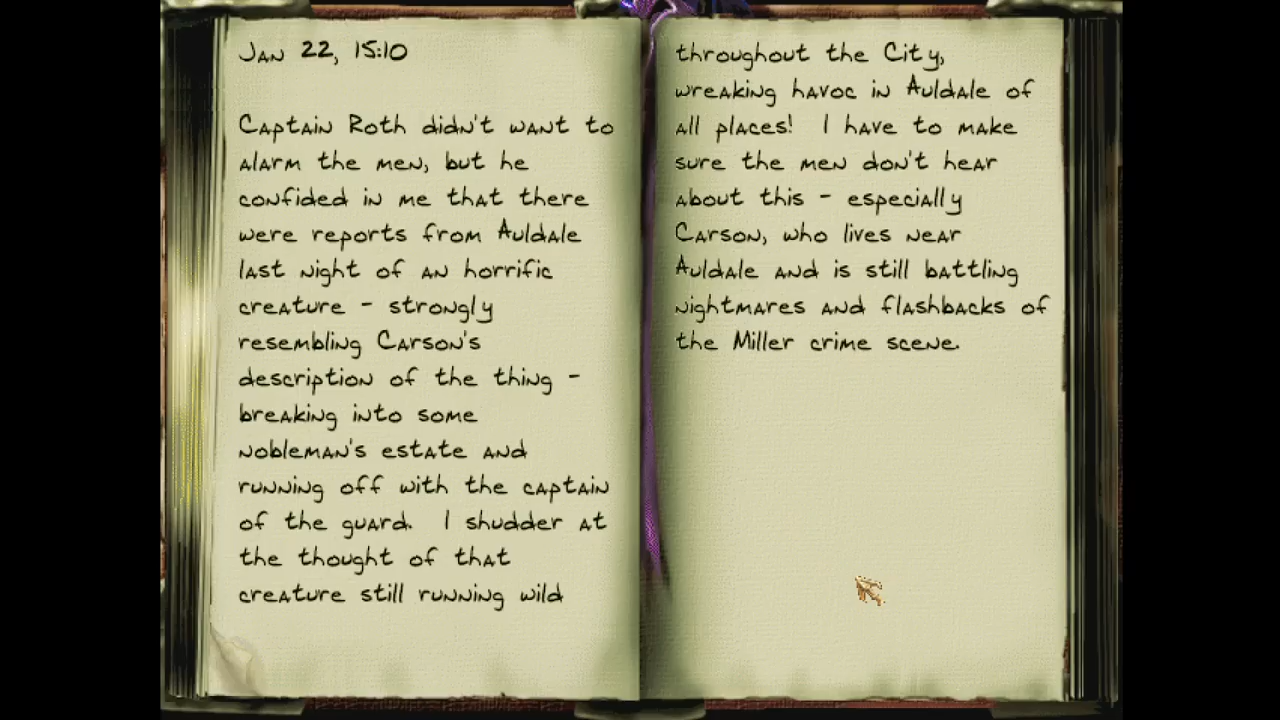 Jan 22, 15:10
Captain Roth didn't want to
alarm the men, but he
confided in me that there
were reports from Auldale
last night of an horrific
creature - strongly
resembling Carson's
description of the thing -
breaking into some
nobleman's estate and
running off with the captain
of the guard.  I shudder at
the thought of that
creature still running wild
throughout the City,
wreaking havoc in Auldale of
all places!  I have to make
sure the men don't hear
about this - especially
Carson, who lives near
Auldale and is still battling
nightmares and flashbacks of
the Miller crime scene.